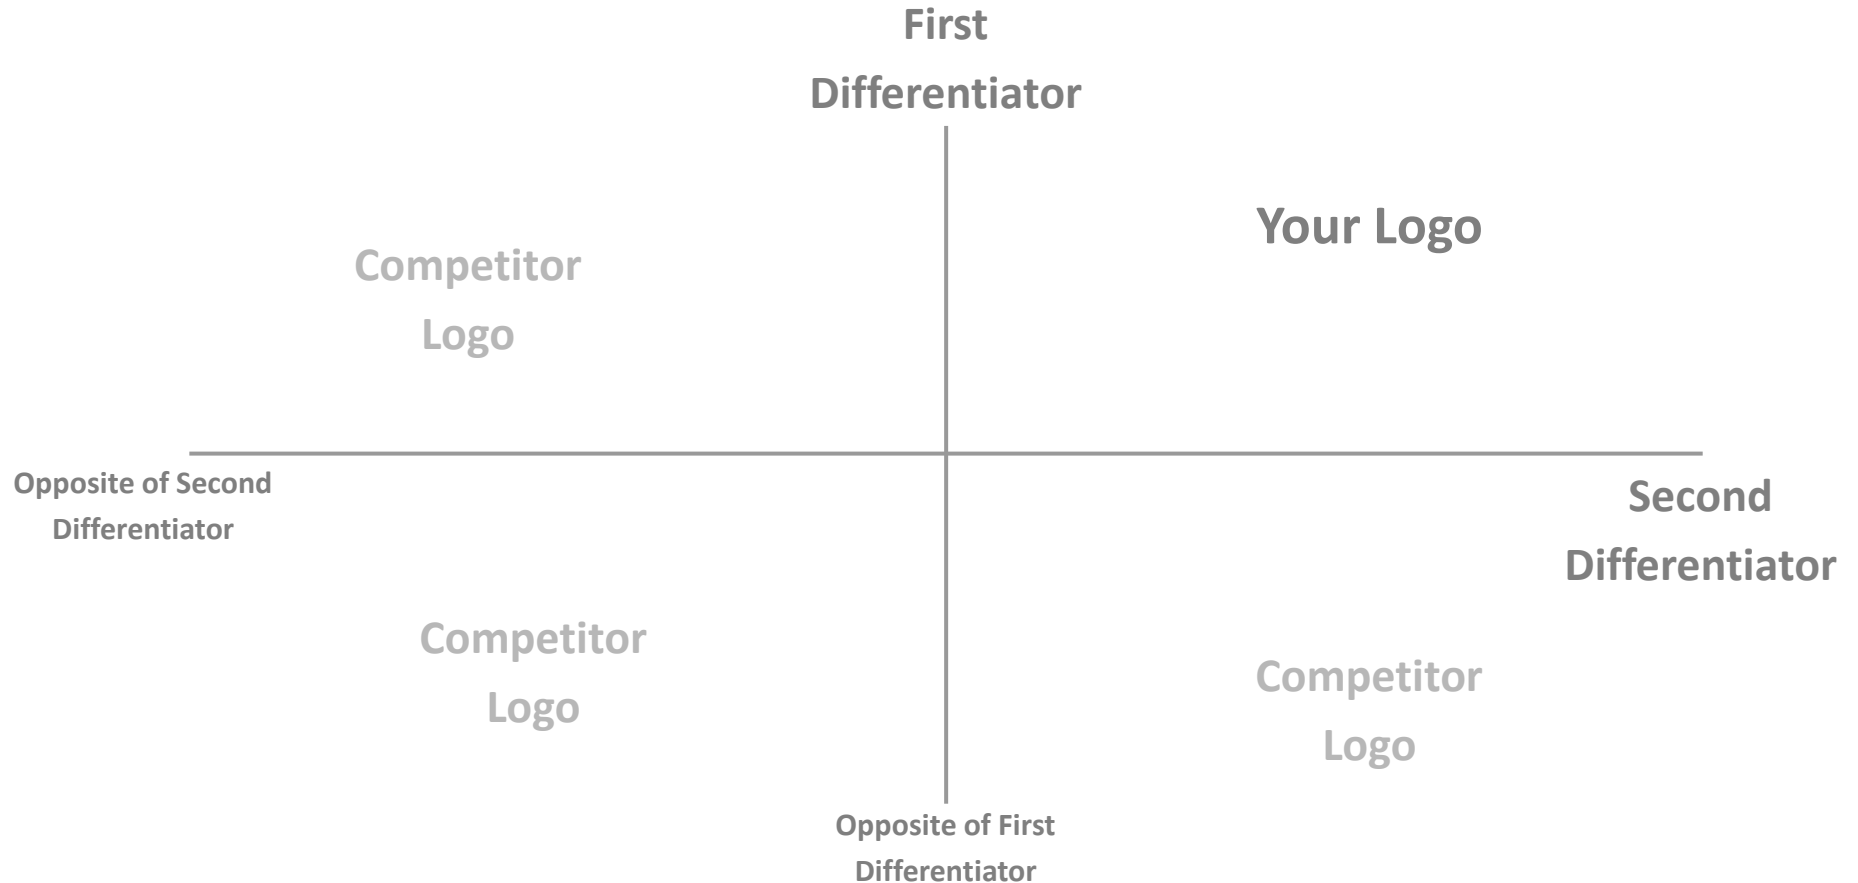 First
Differentiator
Your Logo
Competitor
Logo
Opposite of Second
Differentiator
Second
Differentiator
Competitor
Logo
Competitor
Logo
Opposite of First
Differentiator